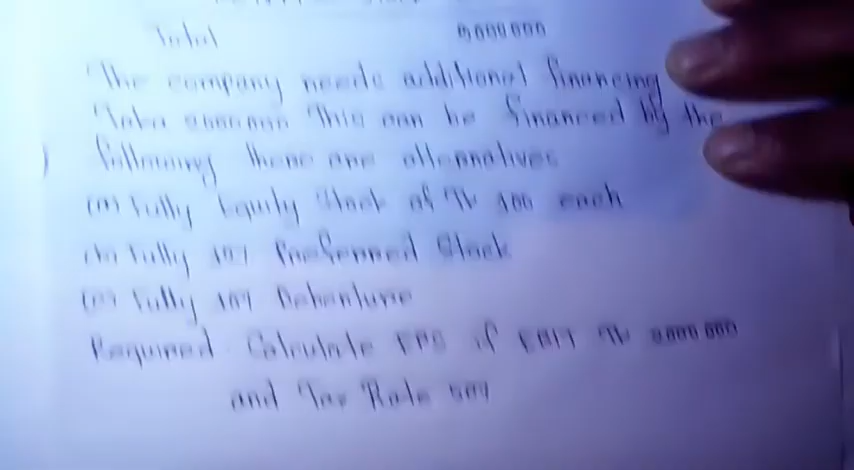 Total
The company needs additional financing
Taka This can be financed by the
following three are alternatives
(a) Fully Equity Stock of Tk 100 each
(b) Fully 10% Preferred Stock
(c) Fully 10% Debenture
Required: Calculate EPS if EBIT Tk
and Tax Rate 50%